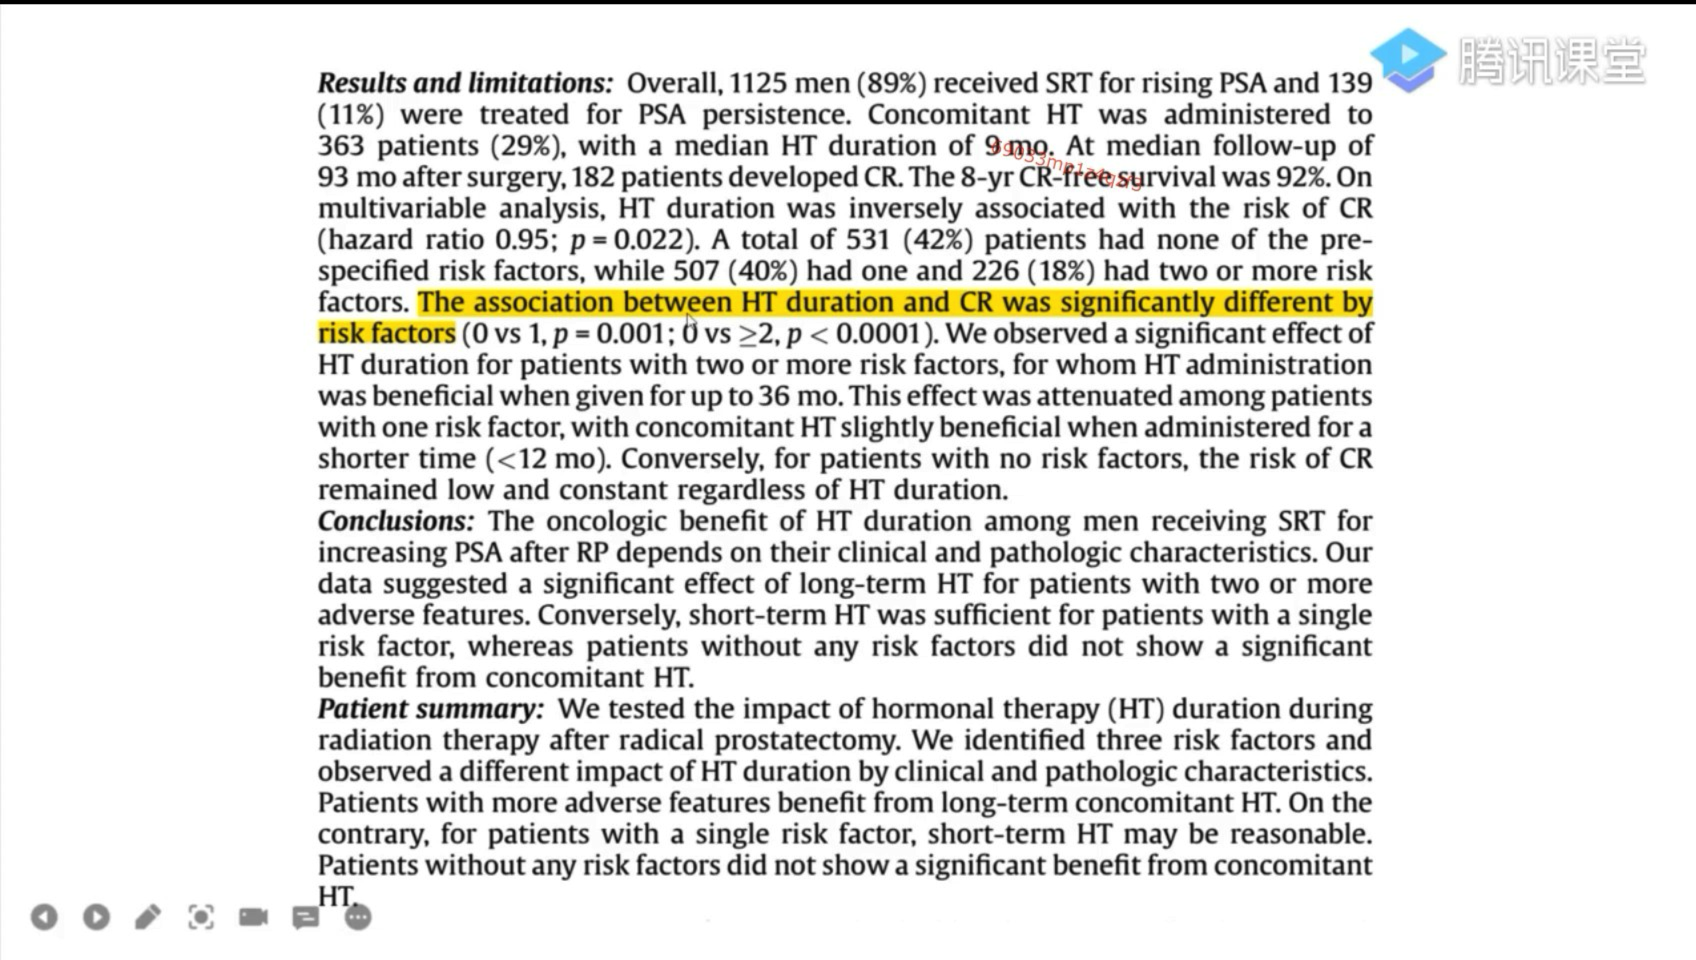 腾讯课堂
Results and limitations: Overall, 1125 men (89%) received SRT for rising PSA and 139
(11%) were treated for PSA persistence. Concomitant HT was administered to
363 patients (29%), with a median HT duration of 9 mo. At median follow-up of
93 mo after surgery, 182 patients developed CR. The 8-yr CR-free survival was 92%. On
multivariable analysis, HT duration was inversely associated with the risk of CR
(hazard ratio 0.95; p = 0.022). A total of 531 (42%) patients had none of the pre-
specified risk factors, while 507 (40%) had one and 226 (18%) had two or more risk
factors. The association between HT duration and CR was significantly different by
risk factors (0 vs 1, p = 0.001; 0 vs ≥2, p < 0.0001). We observed a significant effect of
HT duration for patients with two or more risk factors, for whom HT administration
was beneficial when given for up to 36 mo. This effect was attenuated among patients
with one risk factor, with concomitant HT slightly beneficial when administered for a
shorter time (<12 mo). Conversely, for patients with no risk factors, the risk of CR
remained low and constant regardless of HT duration.
Conclusions: The oncologic benefit of HT duration among men receiving SRT for
increasing PSA after RP depends on their clinical and pathologic characteristics. Our
data suggested a significant effect of long-term HT for patients with two or more
adverse features. Conversely, short-term HT was sufficient for patients with a single
risk factor, whereas patients without any risk factors did not show a significant
benefit from concomitant HT.
Patient summary: We tested the impact of hormonal therapy (HT) duration during
radiation therapy after radical prostatectomy. We identified three risk factors and
observed a different impact of HT duration by clinical and pathologic characteristics.
Patients with more adverse features benefit from long-term concomitant HT. On the
contrary, for patients with a single risk factor, short-term HT may be reasonable.
Patients without any risk factors did not show a significant benefit from concomitant
HT.